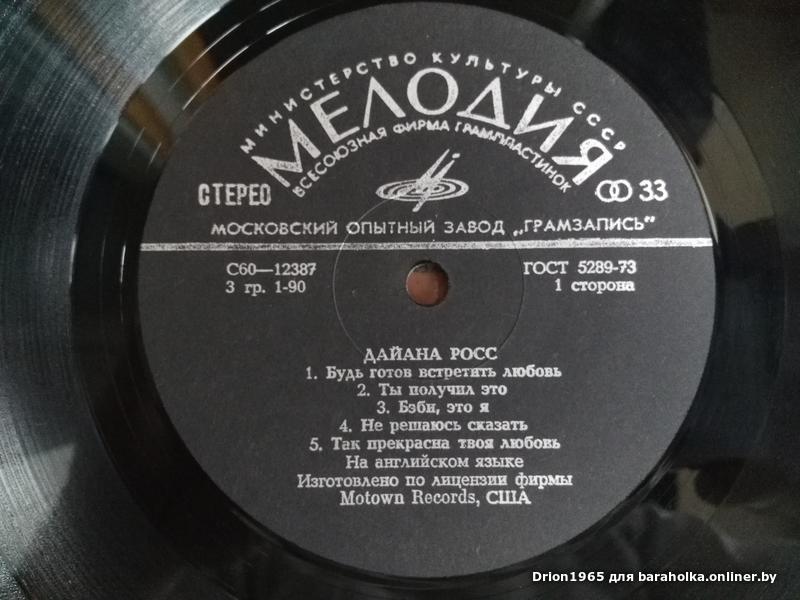 МИНИСТЕРСТВО КУЛЬТУРЫ СССР
МЕЛОДИЯ
ВСЕСОЮЗНАЯ ФИРМА ГРАМПЛАСТИНОК
СТЕРЕО
33
МОСКОВСКИЙ ОПЫТНЫЙ ЗАВОД „ГРАМЗАПИСЬ"
С60—12387
ГОСТ 5289-73
3 гр. 1-90
1 сторона
ДАЙАНА РОСС
1. Будь готов встретить любовь
2. Ты получил это
3. Бэби, это я
4. Не решаюсь сказать
5. Так прекрасна твоя любовь
На английском языке
Изготовлено по лицензии фирмы
Motown Records, США
Drion1965 для baraholka.onliner.by